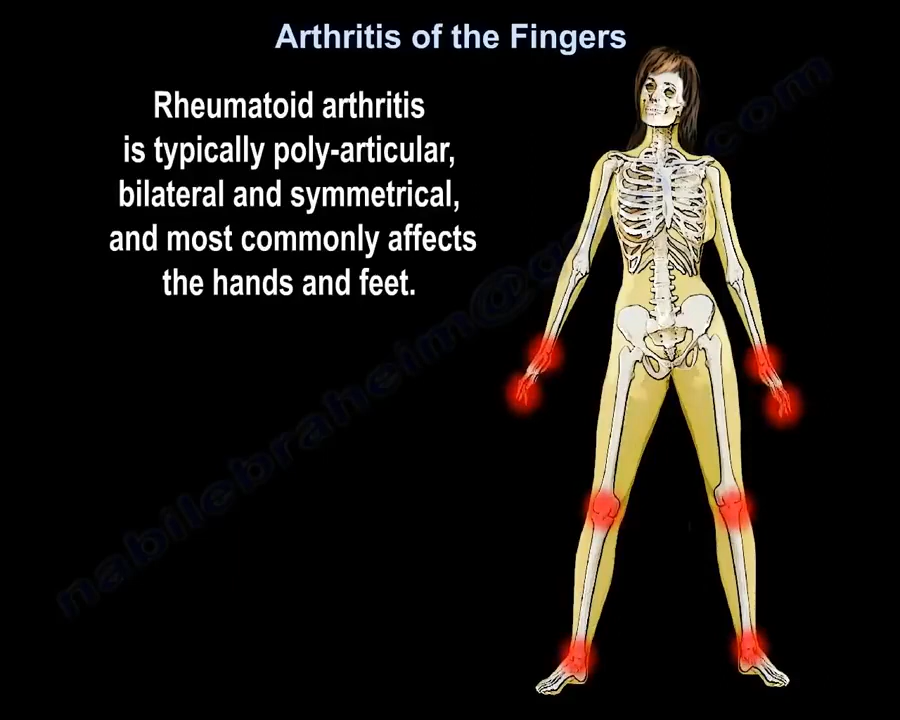 Arthritis of the Fingers
Rheumatoid arthritis
is typically poly-articular,
bilateral and symmetrical,
and most commonly affects
the hands and feet.